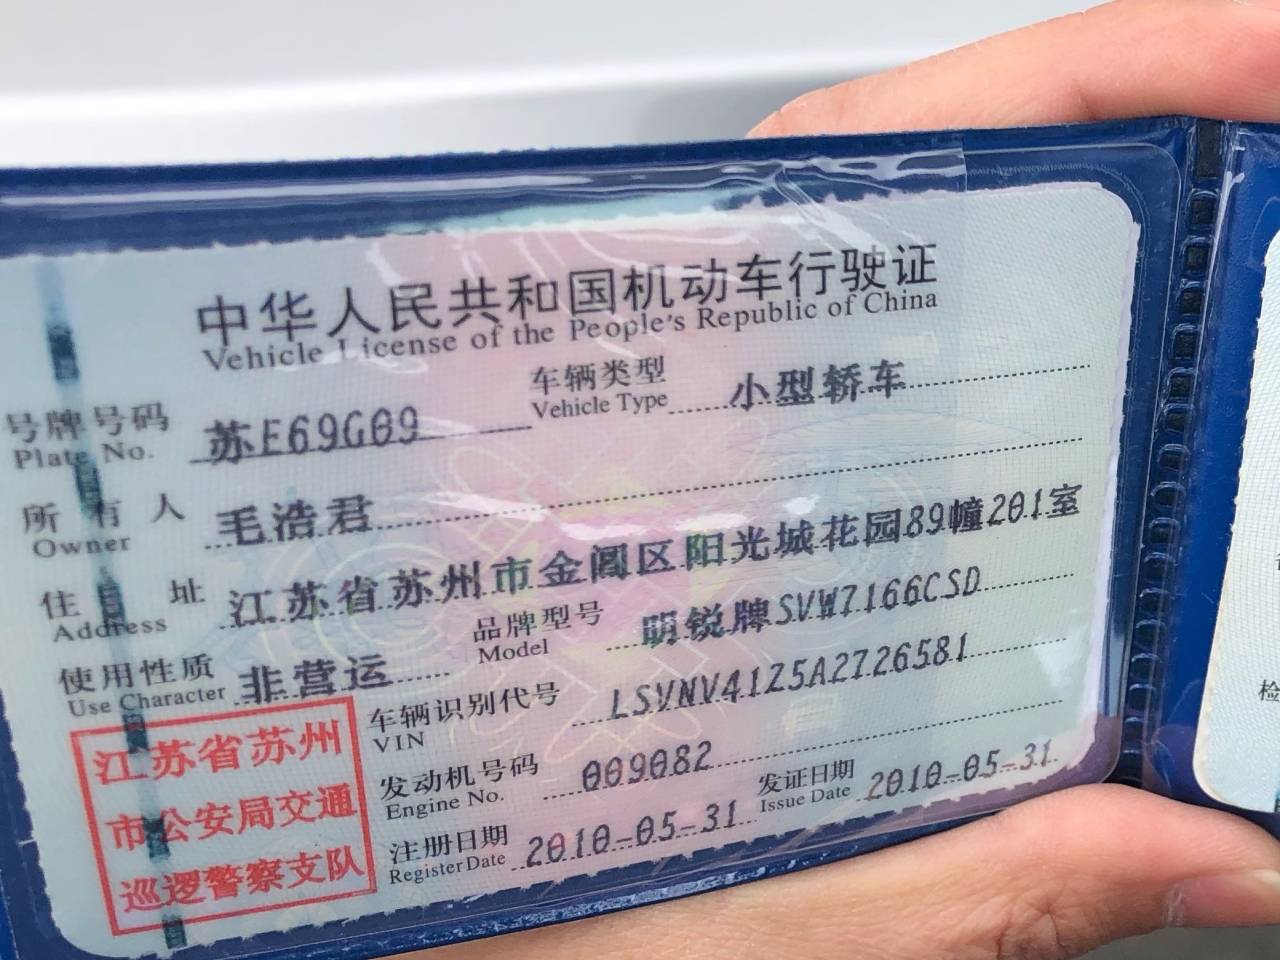 中华人民共和国机动车行驶证
Vehicle License of the People's Republic of China
号牌号码 苏E69G09 车辆类型 小型轿车
Plate No. Vehicle Type
所有人 毛浩君
Owner
住址 江苏省苏州市金阊区阳光城花园89幢201室
Address
使用性质 非营运 品牌型号 明锐牌SVW7166CSD
Use Character Model
车辆识别代号 LSVNV41Z5A2726581
VIN
发动机号码 009082
Engine No.
注册日期 2010-05-31 发证日期 2010-05-31
Register Date Issue Date
江苏省苏州
市公安局交通
巡逻警察支队
检